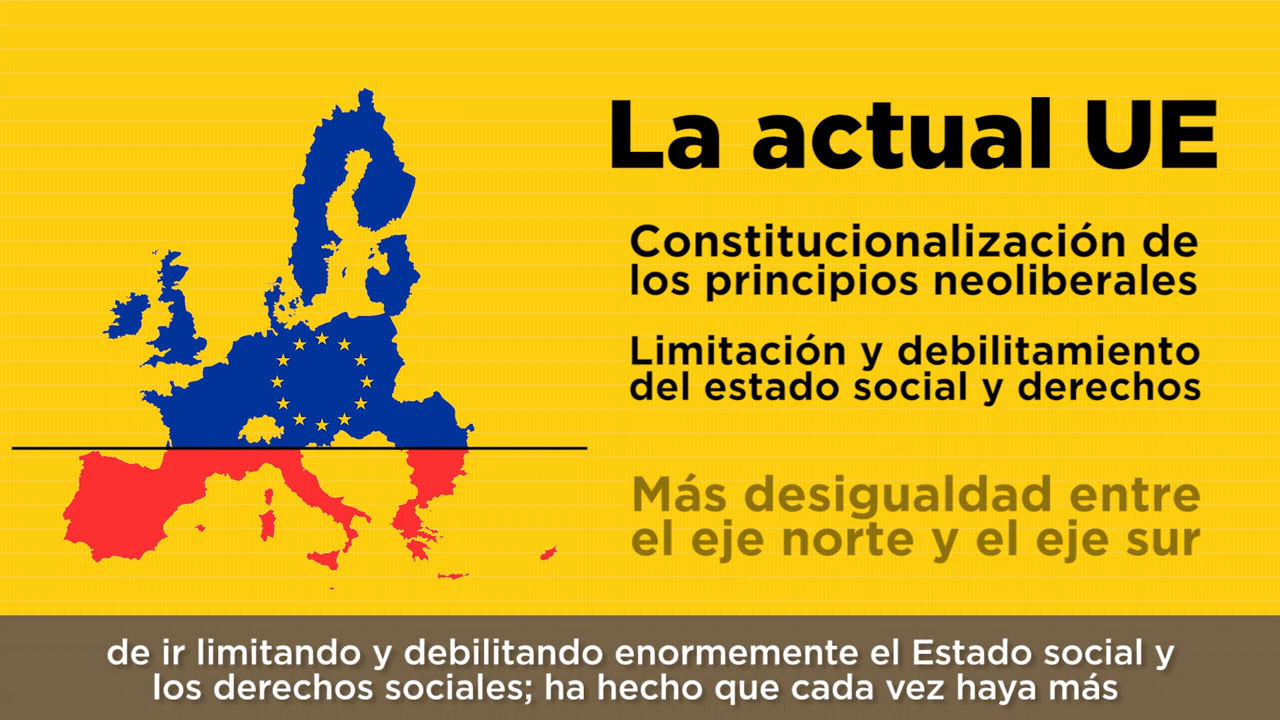 La actual UE
Constitucionalización de
los principios neoliberales
Limitación y debilitamiento
del estado social y derechos
Más desigualdad entre
el eje norte y el eje sur
de ir limitando y debilitando enormemente el Estado social y
los derechos sociales; ha hecho que cada vez haya más